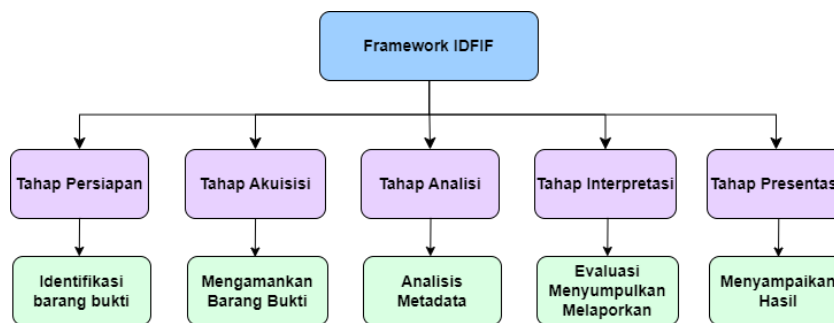 Framework IDFIF
Tahap Persiapan
Tahap Akuisisi
Tahap Analisi
Tahap Interpretasi
Tahap Presentas
Identifikasi
barang bukti
Mengamankan
Barang Bukti
Analisis
Metadata
Evaluasi
Menyumpulkan
Melaporkan
Menyampaikan
Hasil